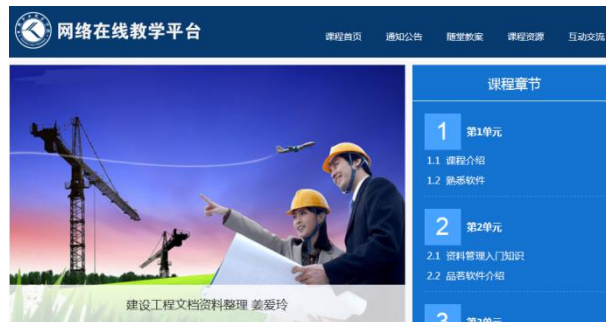 网络在线教学平台
课程首页 通知公告 随堂教案 课程资源 互动交流
建设工程文档资料整理 姜爱玲
课程章节
1 第1单元
1.1 课程介绍
1.2 熟悉软件
2 第2单元
2.1 资料管理入门知识
2.2 品茗软件介绍
3 第3单元